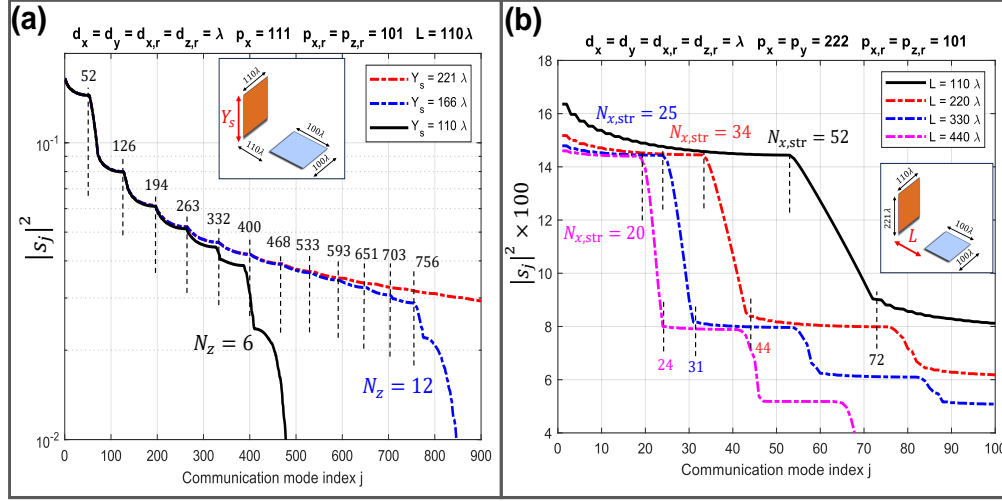 (a)
d_x = d_y = d_x,r = d_z,r = λ p_x = 111 p_x,r = p_z,r = 101 L = 110λ
52
126
194
263
332
400
468
533
593
651
703
756
110λ
Y_s
110λ
100λ
100λ
Y_s = 221 λ
Y_s = 166 λ
Y_s = 110 λ
N_z = 6
N_z = 12
|s_j|^2
10^-1
10^-2
0 100 200 300 400 500 600 700 800 900
Communication mode index j
(b)
d_x = d_y = d_x,r = d_z,r = λ p_x = p_y = 222 p_x,r = p_z,r = 101
N_x,str = 25
N_x,str = 34
N_x,str = 52
N_x,str = 20
L = 110 λ
L = 220 λ
L = 330 λ
L = 440 λ
110λ
221λ
L
100λ
100λ
24
31
44
72
|s_j|^2 × 100
18
16
14
12
10
8
6
4
0 10 20 30 40 50 60 70 80 90 100
Communication mode index j